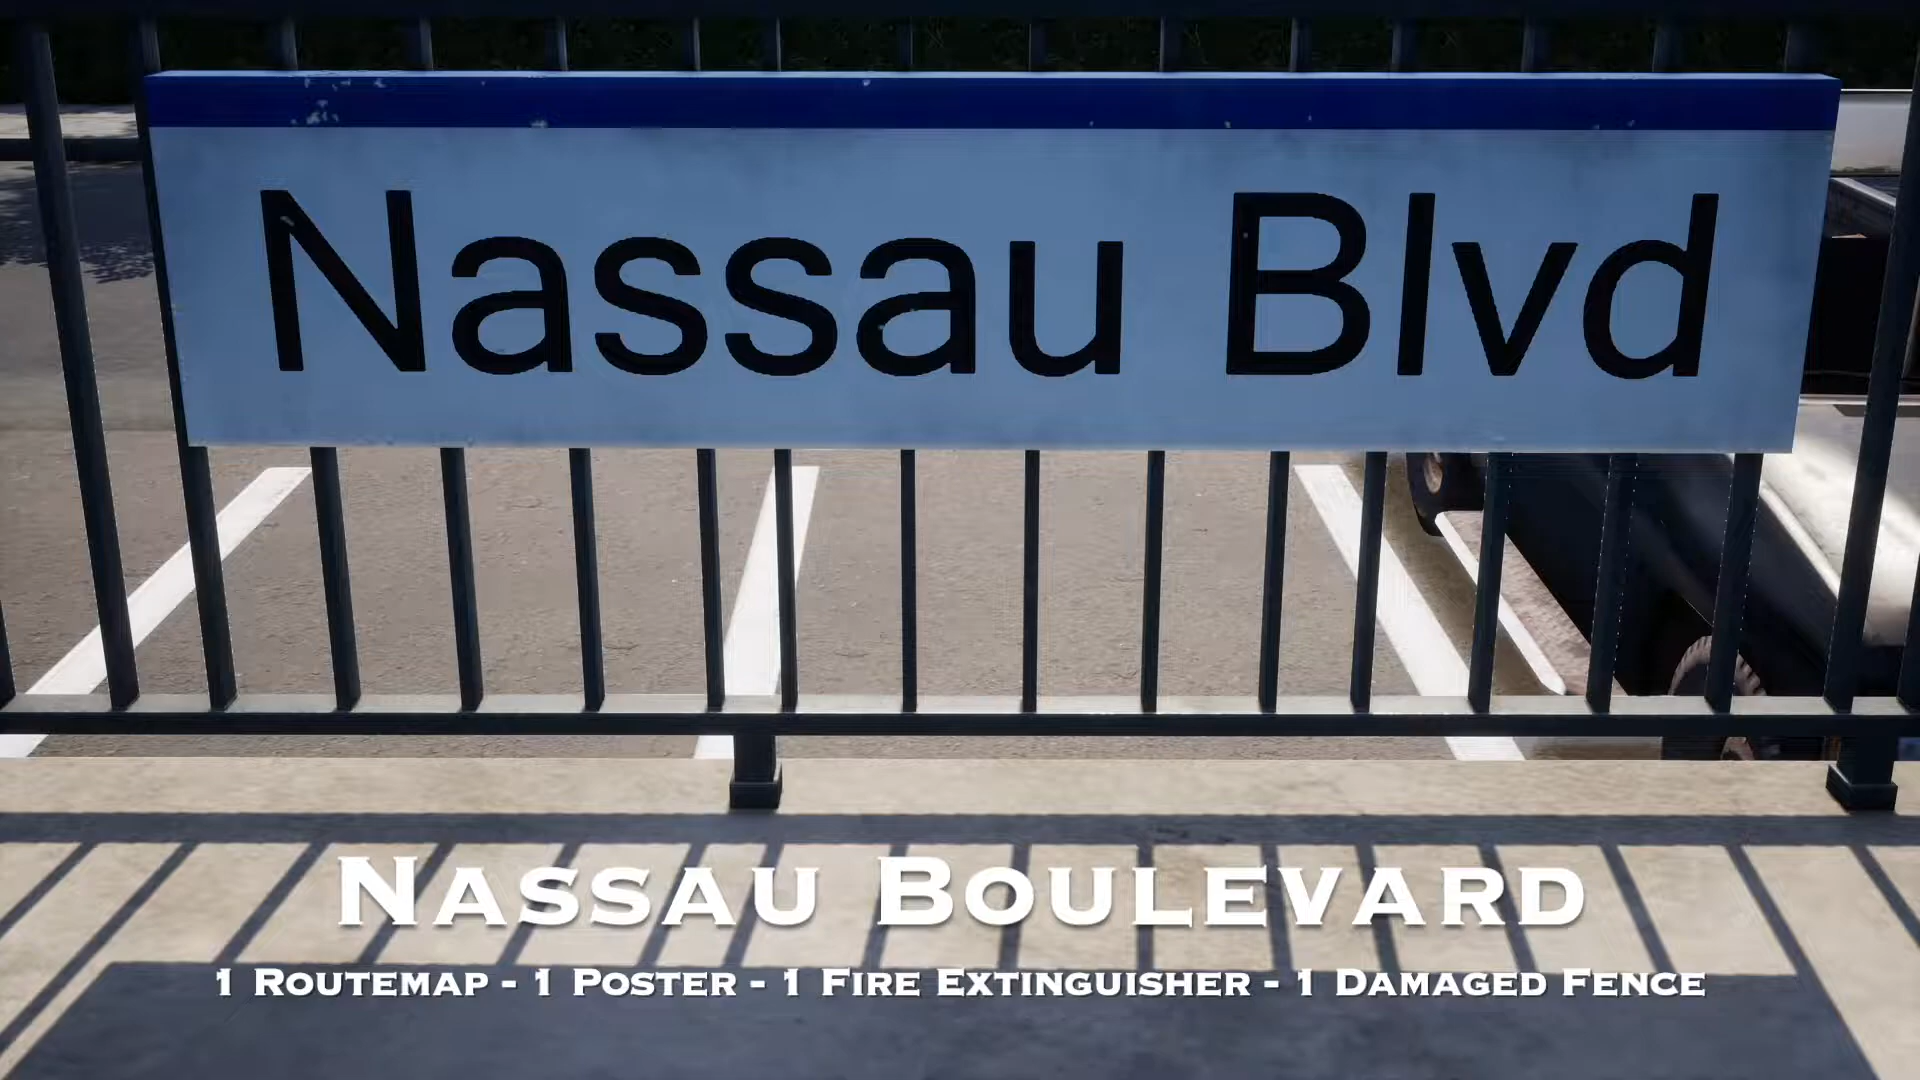 Nassau Blvd
Nassau Boulevard
1 Routemap - 1 Poster - 1 Fire Extinguisher - 1 Damaged Fence